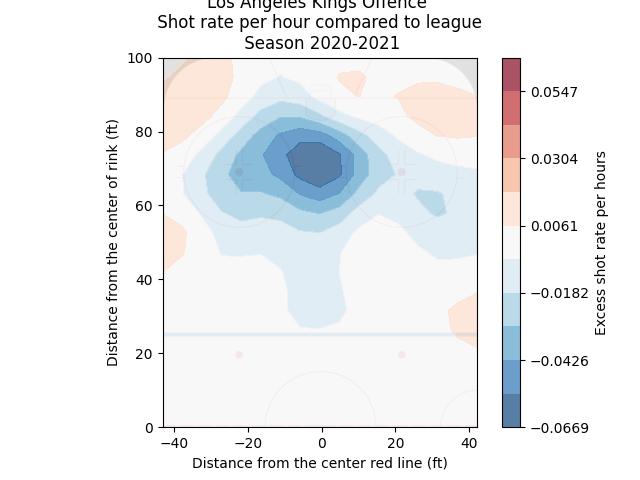 Los Angeles Kings Offence
Shot rate per hour compared to league
Season 2020-2021
100
80
60
40
20
0
−40
−20
0
20
40
Distance from the center of rink (ft)
Distance from the center red line (ft)
0.0547
0.0304
0.0061
−0.0182
−0.0426
−0.0669
Excess shot rate per hours